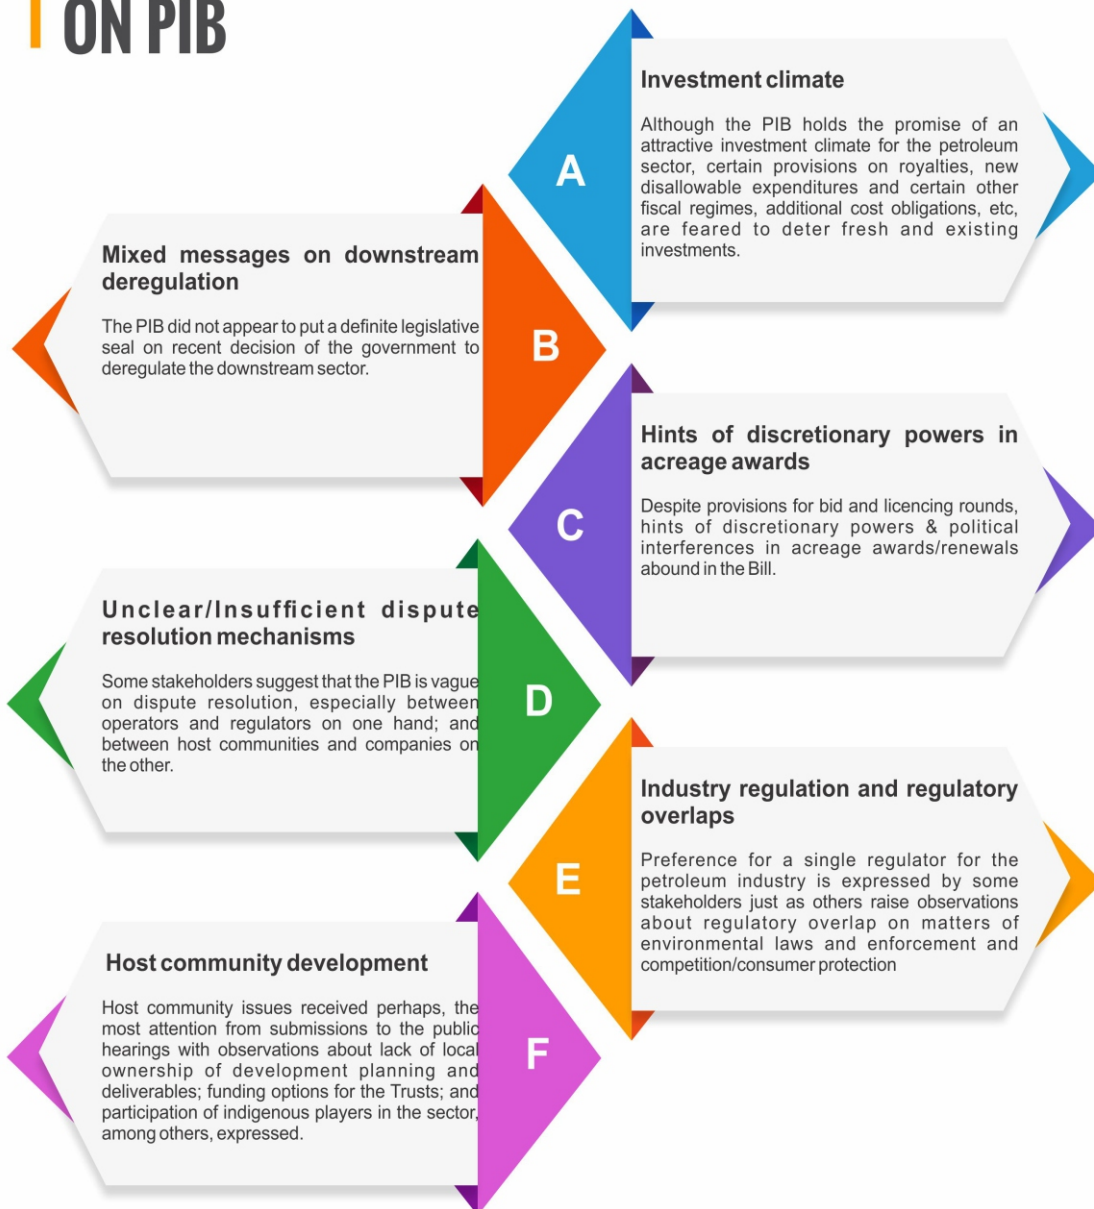 ON PIB
A
Investment climate
Although the PIB holds the promise of an
attractive investment climate for the petroleum
sector, certain provisions on royalties, new
disallowable expenditures and certain other
fiscal regimes, additional cost obligations, etc,
are feared to deter fresh and existing
investments.
B
Mixed messages on downstream
deregulation
The PIB did not appear to put a definite legislative
seal on recent decision of the government to
deregulate the downstream sector.
C
Hints of discretionary powers in
acreage awards
Despite provisions for bid and licencing rounds,
hints of discretionary powers & political
interferences in acreage awards/renewals
abound in the Bill.
D
Unclear/Insufficient dispute
resolution mechanisms
Some stakeholders suggest that the PIB is vague
on dispute resolution, especially between
operators and regulators on one hand; and
between host communities and companies on
the other.
E
Industry regulation and regulatory
overlaps
Preference for a single regulator for the
petroleum industry is expressed by some
stakeholders just as others raise observations
about regulatory overlap on matters of
environmental laws and enforcement and
competition/consumer protection
F
Host community development
Host community issues received perhaps, the
most attention from submissions to the public
hearings with observations about lack of local
ownership of development planning and
deliverables; funding options for the Trusts; and
participation of indigenous players in the sector,
among others, expressed.